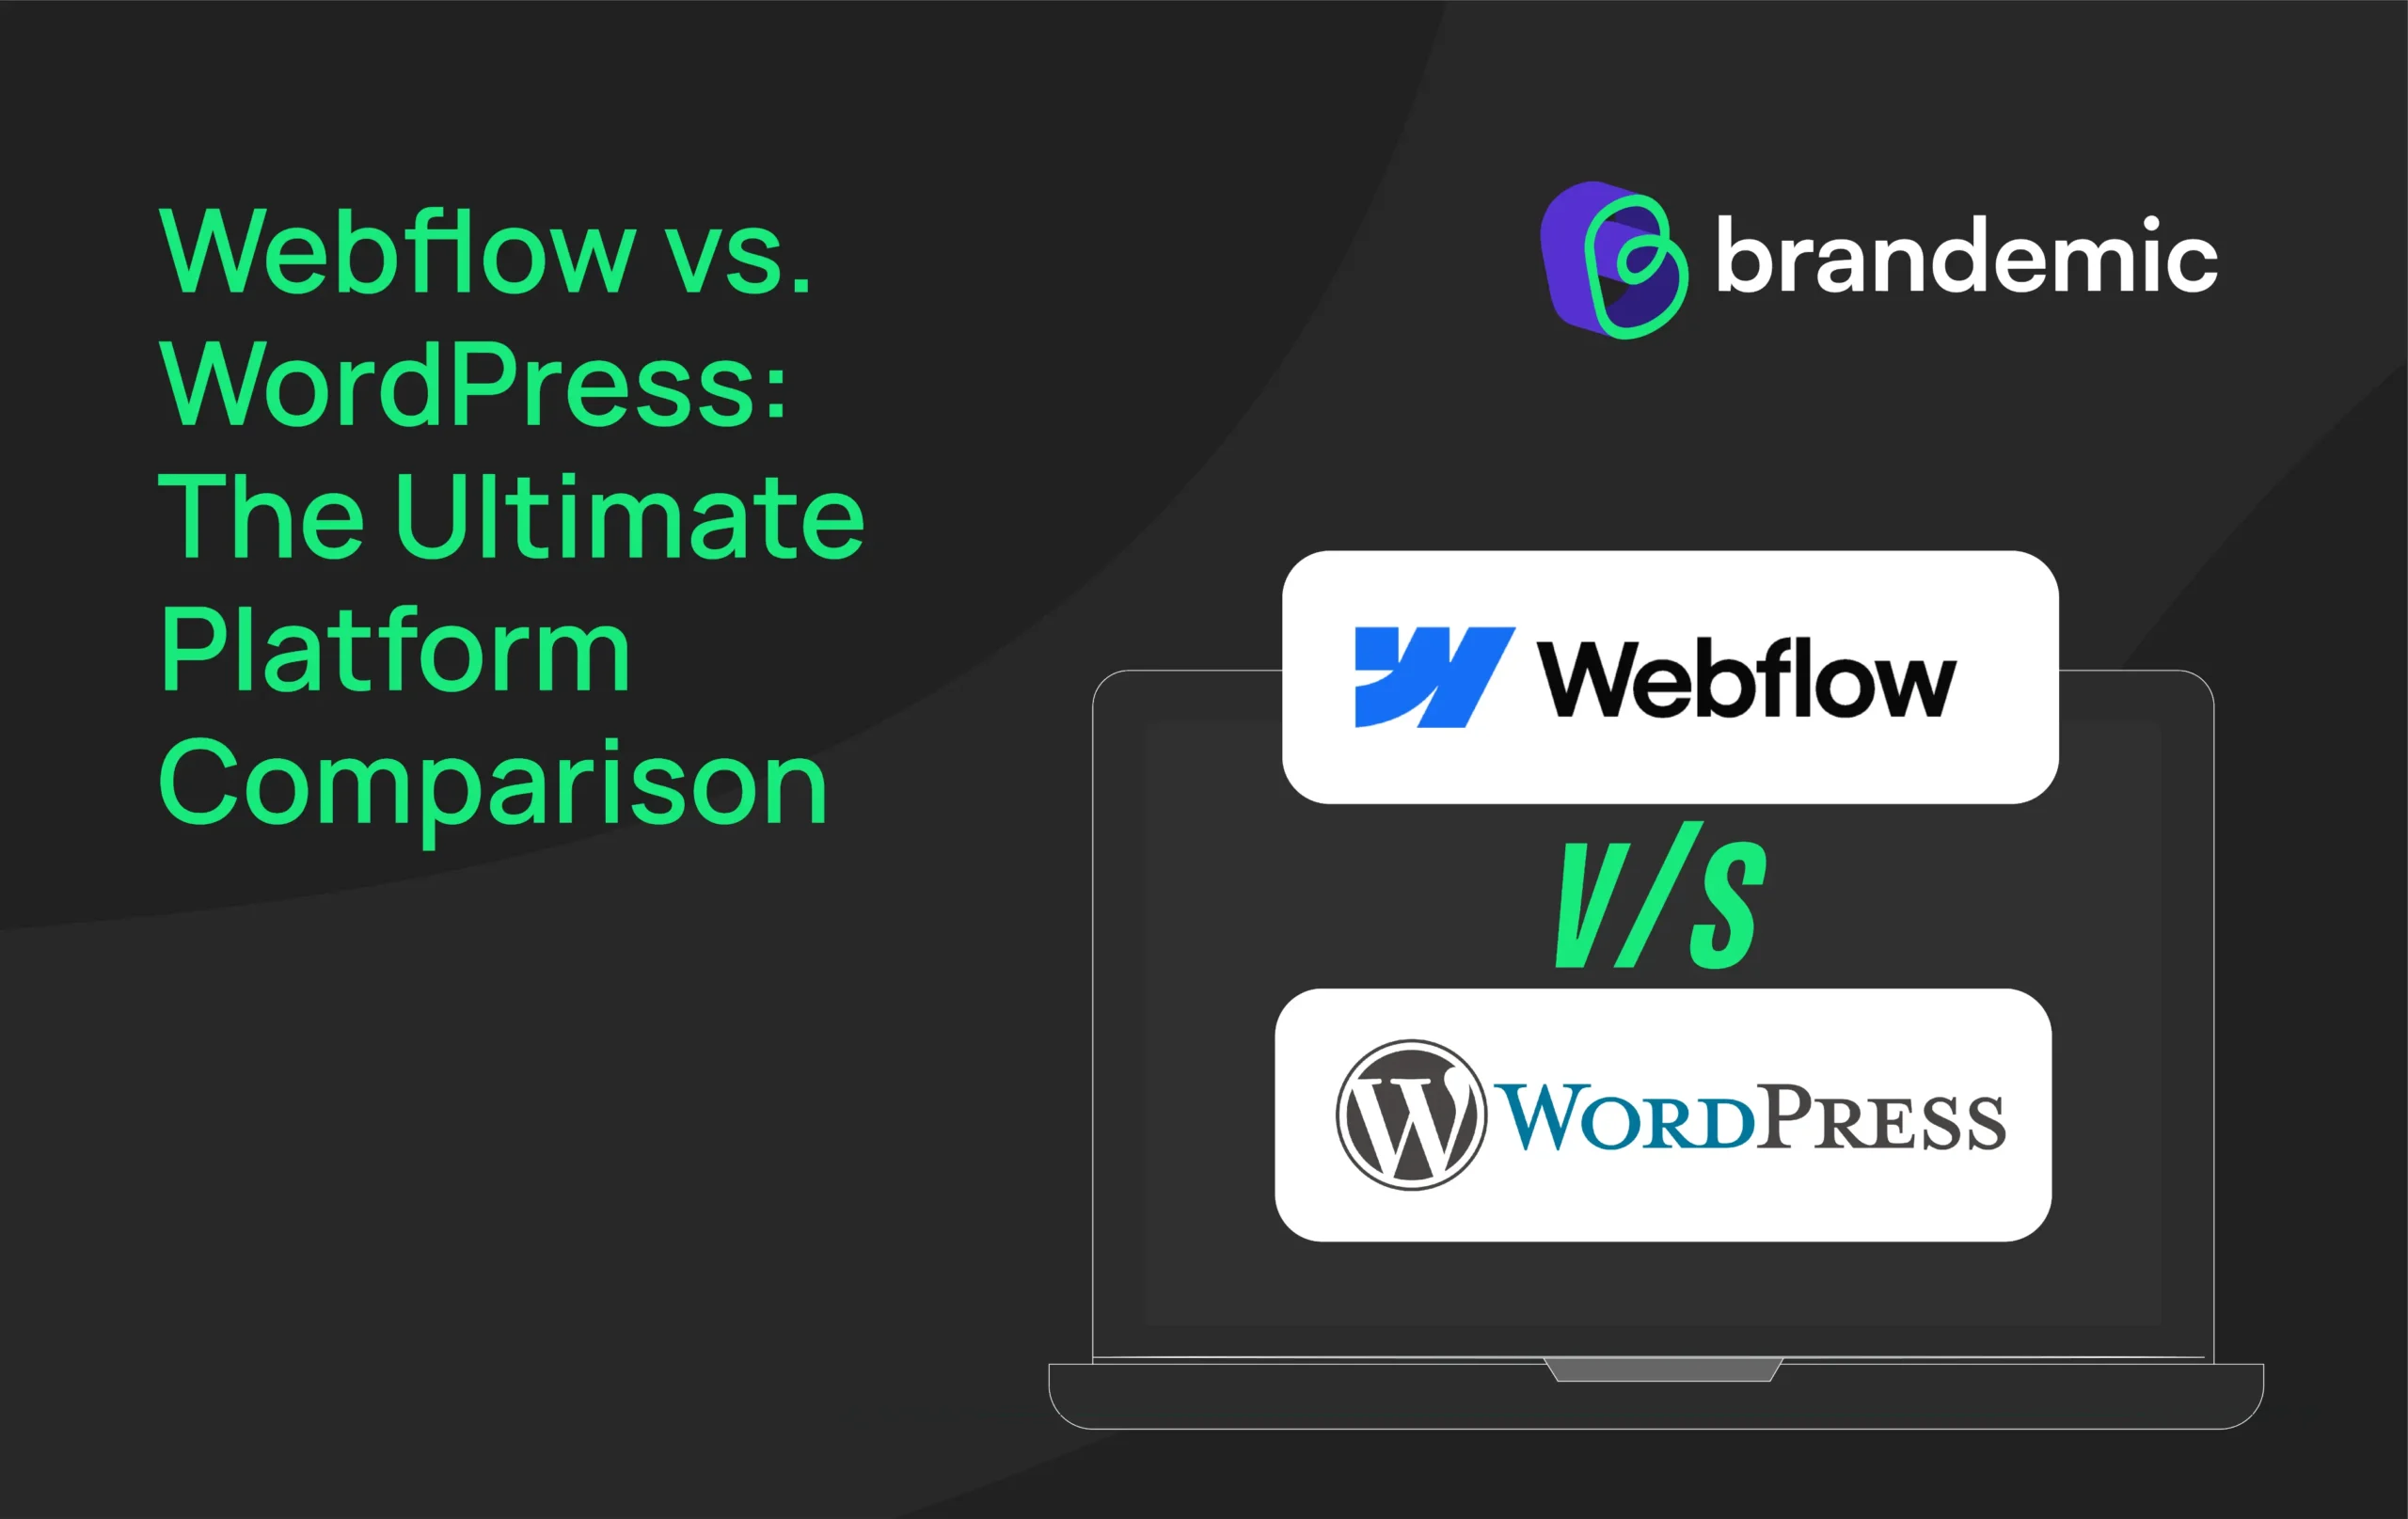 Webflow vs.
WordPress:
The Ultimate
Platform
Comparison
brandemic
Webflow
V/S
WORDPRESS